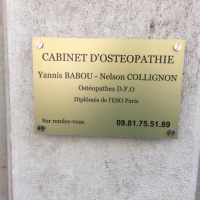 CABINET D'OSTEOPATHIE
Yannis BABOU - Nelson COLLIGNON
Ostéopathes D.F.O
Diplômés de l'ESO Paris
Sur rendez-vous 09.81.75.51.89